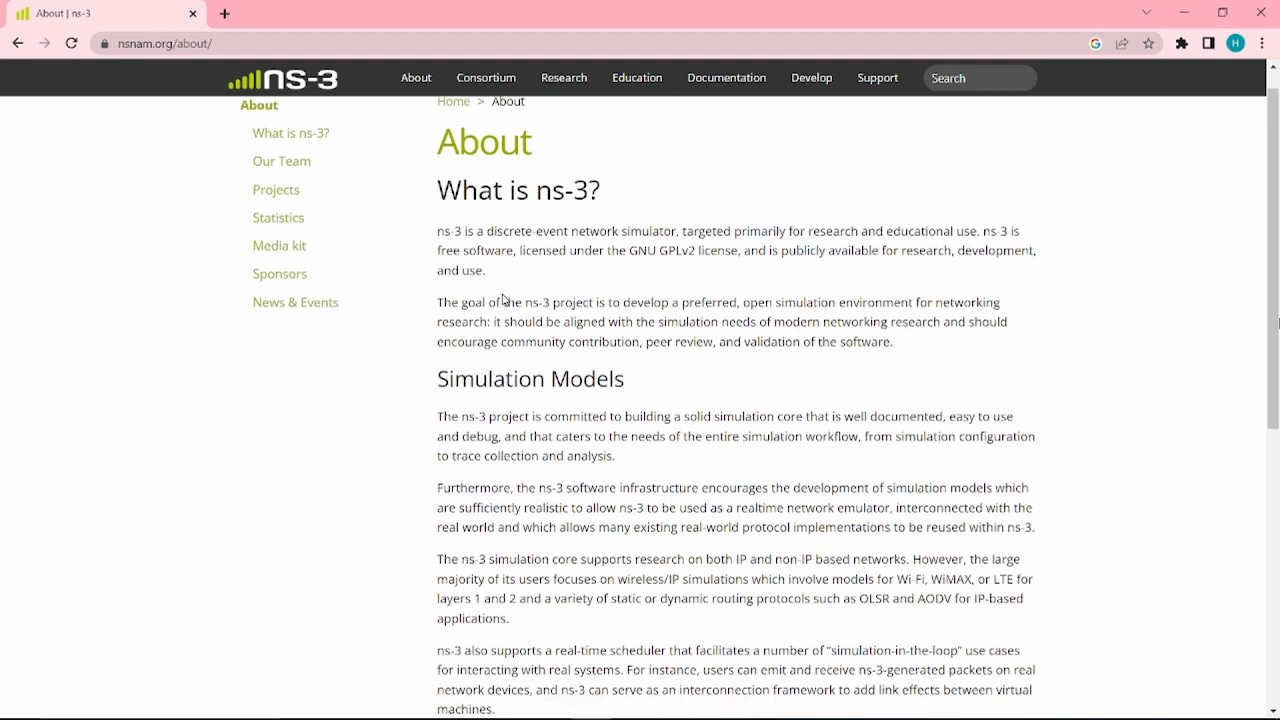 About | ns-3
nsnam.org/about/
H
ns-3
About
Consortium
Research
Education
Documentation
Develop
Support
Search
About
What is ns-3?
Our Team
Projects
Statistics
Media kit
Sponsors
News & Events
Home > About
About
What is ns-3?
ns-3 is a discrete-event network simulator, targeted primarily for research and educational use. ns-3 is
free software, licensed under the GNU GPLv2 license, and is publicly available for research, development,
and use.
The goal of the ns-3 project is to develop a preferred, open simulation environment for networking
research: it should be aligned with the simulation needs of modern networking research and should
encourage community contribution, peer review, and validation of the software.
Simulation Models
The ns-3 project is committed to building a solid simulation core that is well documented, easy to use
and debug, and that caters to the needs of the entire simulation workflow, from simulation configuration
to trace collection and analysis.
Furthermore, the ns-3 software infrastructure encourages the development of simulation models which
are sufficiently realistic to allow ns-3 to be used as a realtime network emulator, interconnected with the
real world and which allows many existing real-world protocol implementations to be reused within ns-3.
The ns-3 simulation core supports research on both IP and non-IP based networks. However, the large
majority of its users focuses on wireless/IP simulations which involve models for Wi-Fi, WiMAX, or LTE for
layers 1 and 2 and a variety of static or dynamic routing protocols such as OLSR and AODV for IP-based
applications.
ns-3 also supports a real-time scheduler that facilitates a number of “simulation-in-the-loop” use cases
for interacting with real systems. For instance, users can emit and receive ns-3-generated packets on real
network devices, and ns-3 can serve as an interconnection framework to add link effects between virtual
machines.